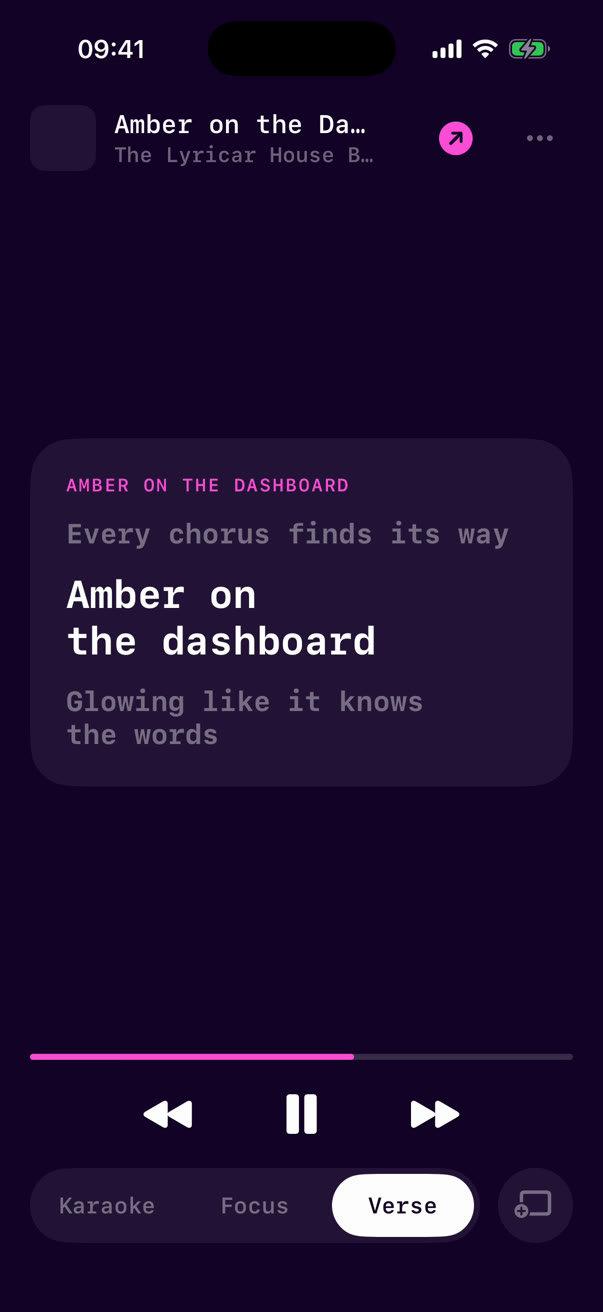 09:41
Amber on the Da…
The Lyricar House B…
AMBER ON THE DASHBOARD
Every chorus finds its way
Amber on
the dashboard
Glowing like it knows
the words
Karaoke Focus Verse